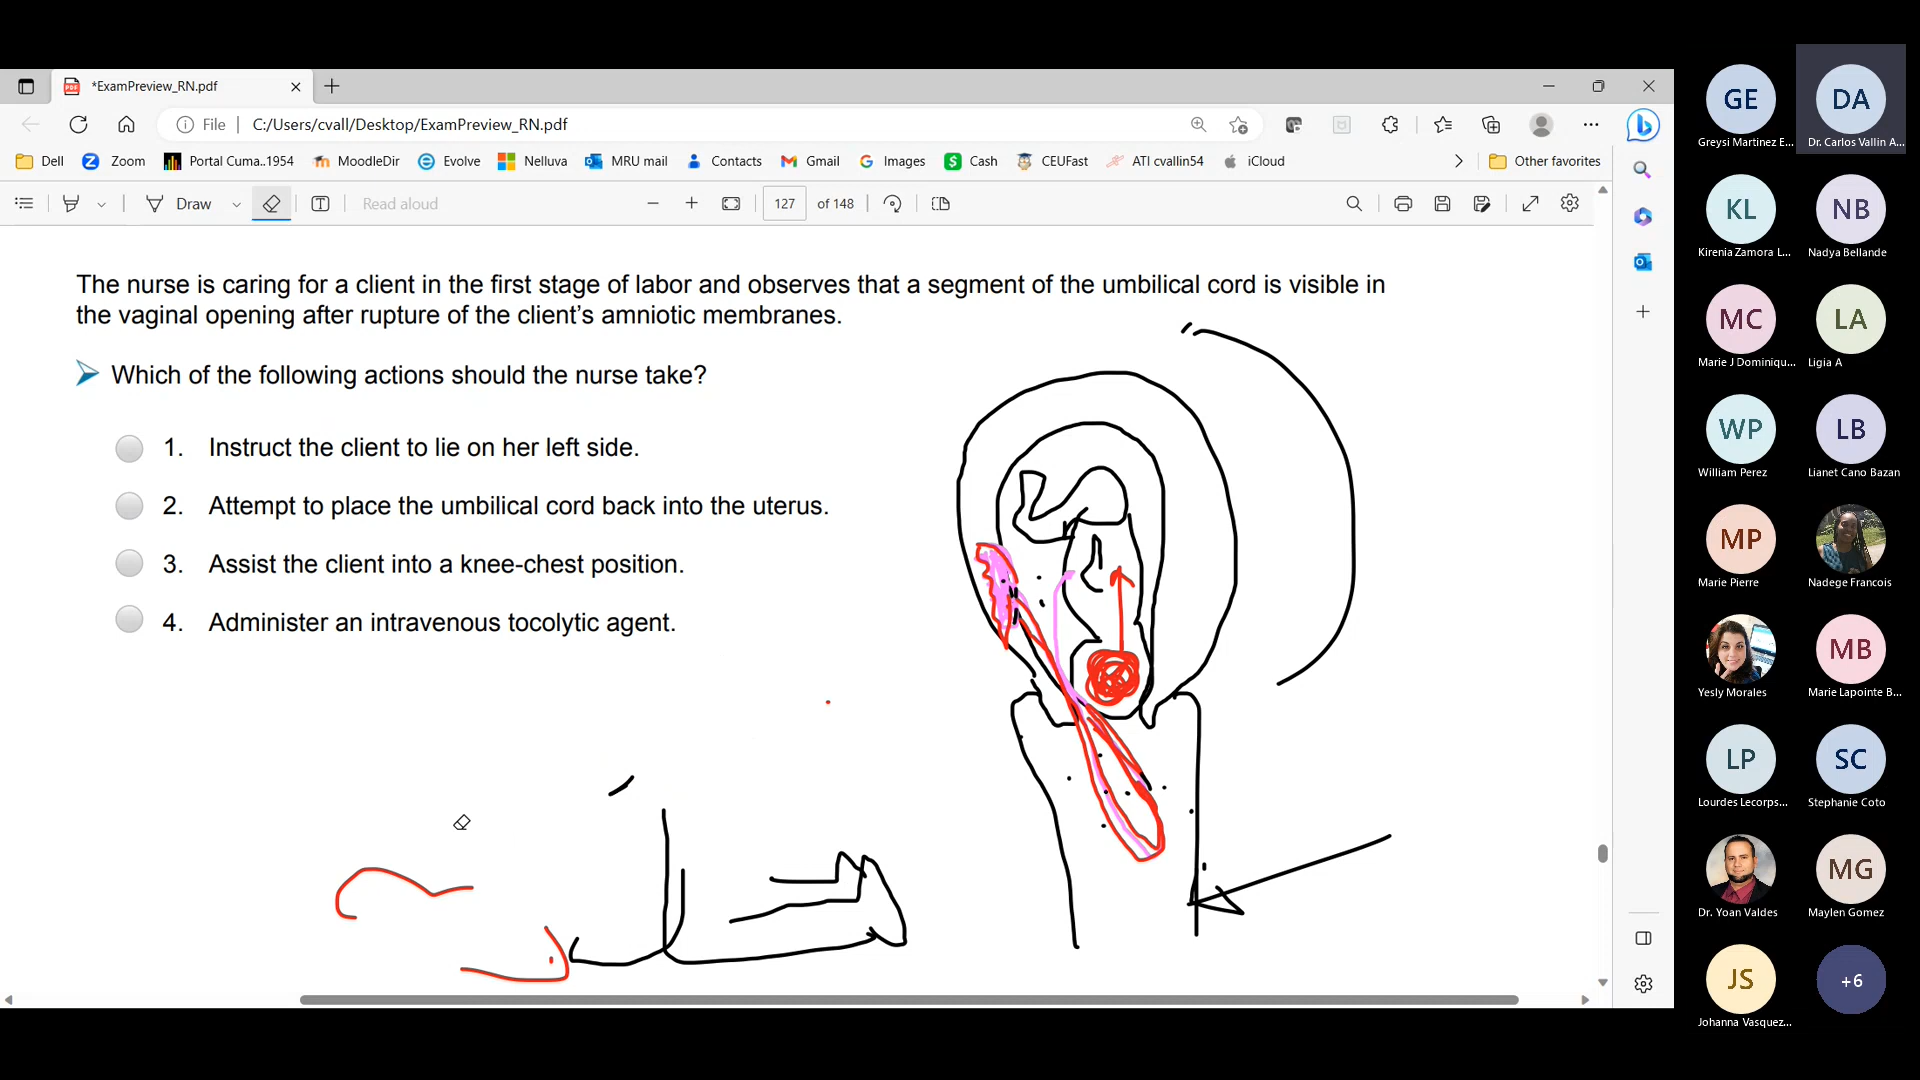 *ExamPreview_RN.pdf
File C:/Users/cvall/Desktop/ExamPreview_RN.pdf
Dell Zoom Portal Cuma..1954 MoodleDir Evolve Nelluva MRU mail Contacts Gmail Images Cash CEUFast ATI cvallin54 iCloud Other favorites
Draw Read aloud 127 of 148
The nurse is caring for a client in the first stage of labor and observes that a segment of the umbilical cord is visible in
the vaginal opening after rupture of the client's amniotic membranes.
Which of the following actions should the nurse take?
1. Instruct the client to lie on her left side.
2. Attempt to place the umbilical cord back into the uterus.
3. Assist the client into a knee-chest position.
4. Administer an intravenous tocolytic agent.
GE DA
Greysi Martinez E... Dr. Carlos Vallin A...
KL NB
Kirenia Zamora L... Nadya Bellande
MC LA
Marie J Dominiqu... Ligia A
WP LB
William Perez Lianet Cano Bazan
MP
Marie Pierre Nadege Francois
MB
Yesly Morales Marie Lapointe B...
LP SC
Lourdes Lecorps... Stephanie Coto
MG
Dr. Yoan Valdes Maylen Gomez
JS +6
Johanna Vasquez...